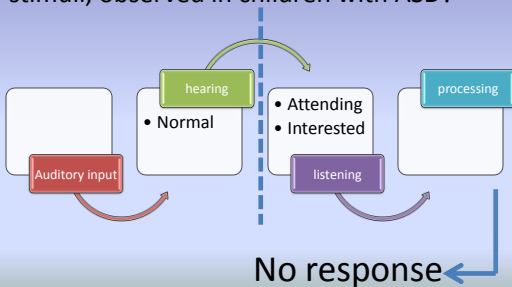 stimuli, observed in children with ASD?
hearing
• Normal
• Attending
• Interested
processing
Auditory input
listening
No response